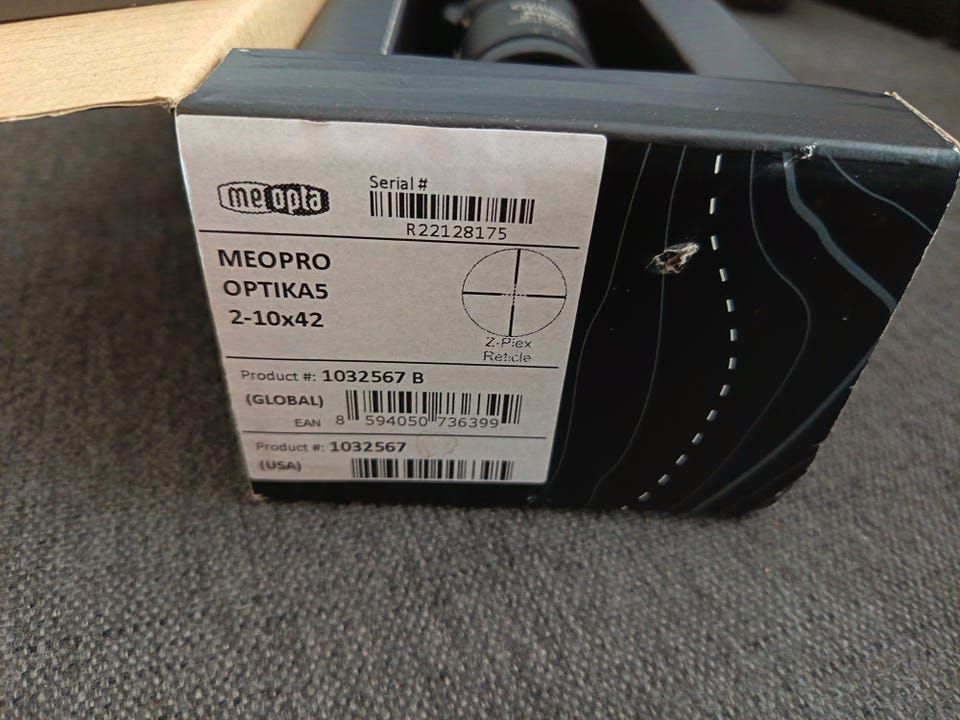 meopta
Serial #
R22128175
MEOPRO
OPTIKA5
2-10x42
Z-Plex
Reticle
Product #: 1032567 B
(GLOBAL)
EAN 8 594050 736399
Product #: 1032567
(USA)